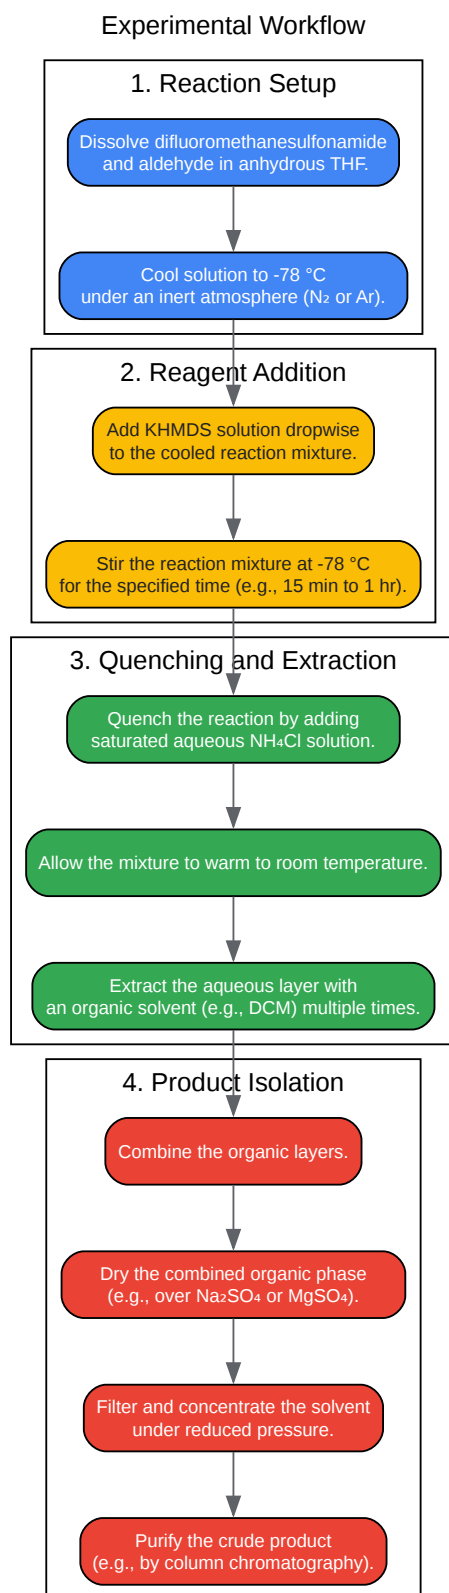 Experimental Workflow
1. Reaction Setup
Dissolve difluoromethanesulfonamide
and aldehyde in anhydrous THF.
Cool solution to -78 °C
under an inert atmosphere (N₂ or Ar).
2. Reagent Addition
Add KHMDS solution dropwise
to the cooled reaction mixture.
Stir the reaction mixture at -78 °C
for the specified time (e.g., 15 min to 1 hr).
3. Quenching and Extraction
Quench the reaction by adding
saturated aqueous NH₄Cl solution.
Allow the mixture to warm to room temperature.
Extract the aqueous layer with
an organic solvent (e.g., DCM) multiple times.
4. Product Isolation
Combine the organic layers.
Dry the combined organic phase
(e.g., over Na₂SO₄ or MgSO₄).
Filter and concentrate the solvent
under reduced pressure.
Purify the crude product
(e.g., by column chromatography).